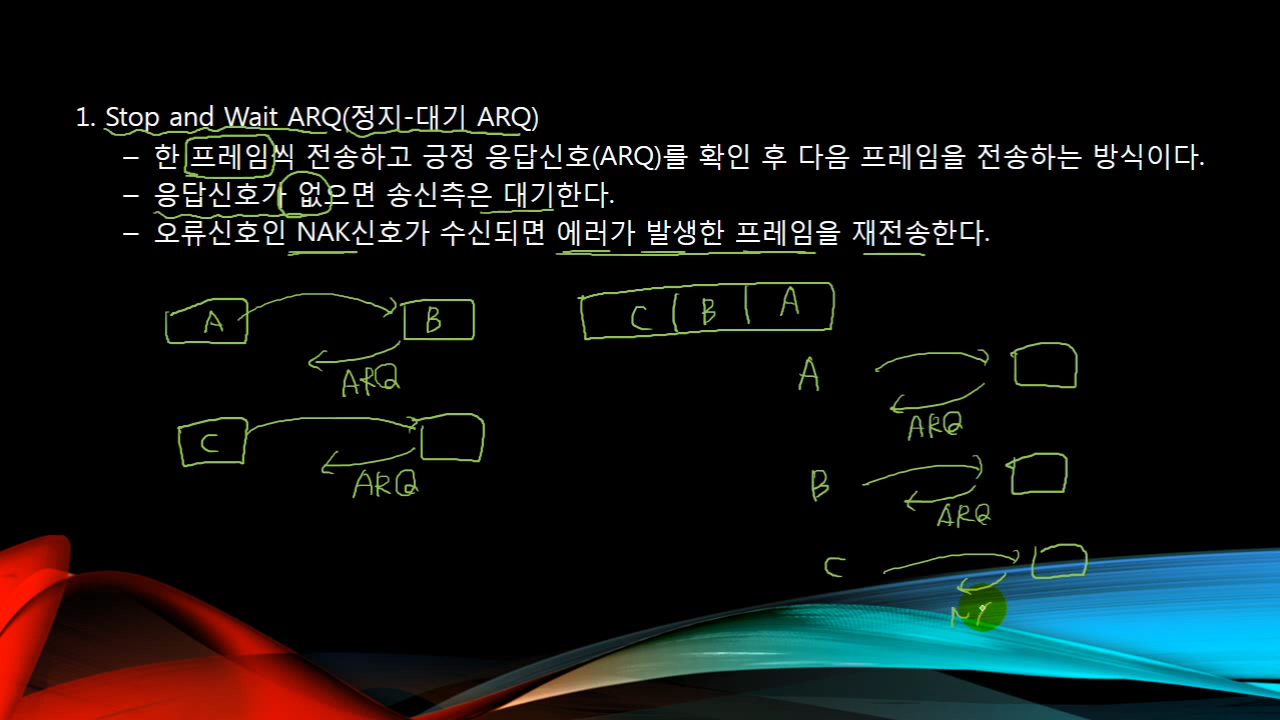 1. Stop and Wait ARQ(정지-대기 ARQ)
– 한 프레임씩 전송하고 긍정 응답신호(ARQ)를 확인 후 다음 프레임을 전송하는 방식이다.
– 응답신호가 없으면 송신측은 대기한다.
– 오류신호인 NAK신호가 수신되면 에러가 발생한 프레임을 재전송한다.
A B
ARQ
C
ARQ
C B A
A
ARQ
B
ARQ
C